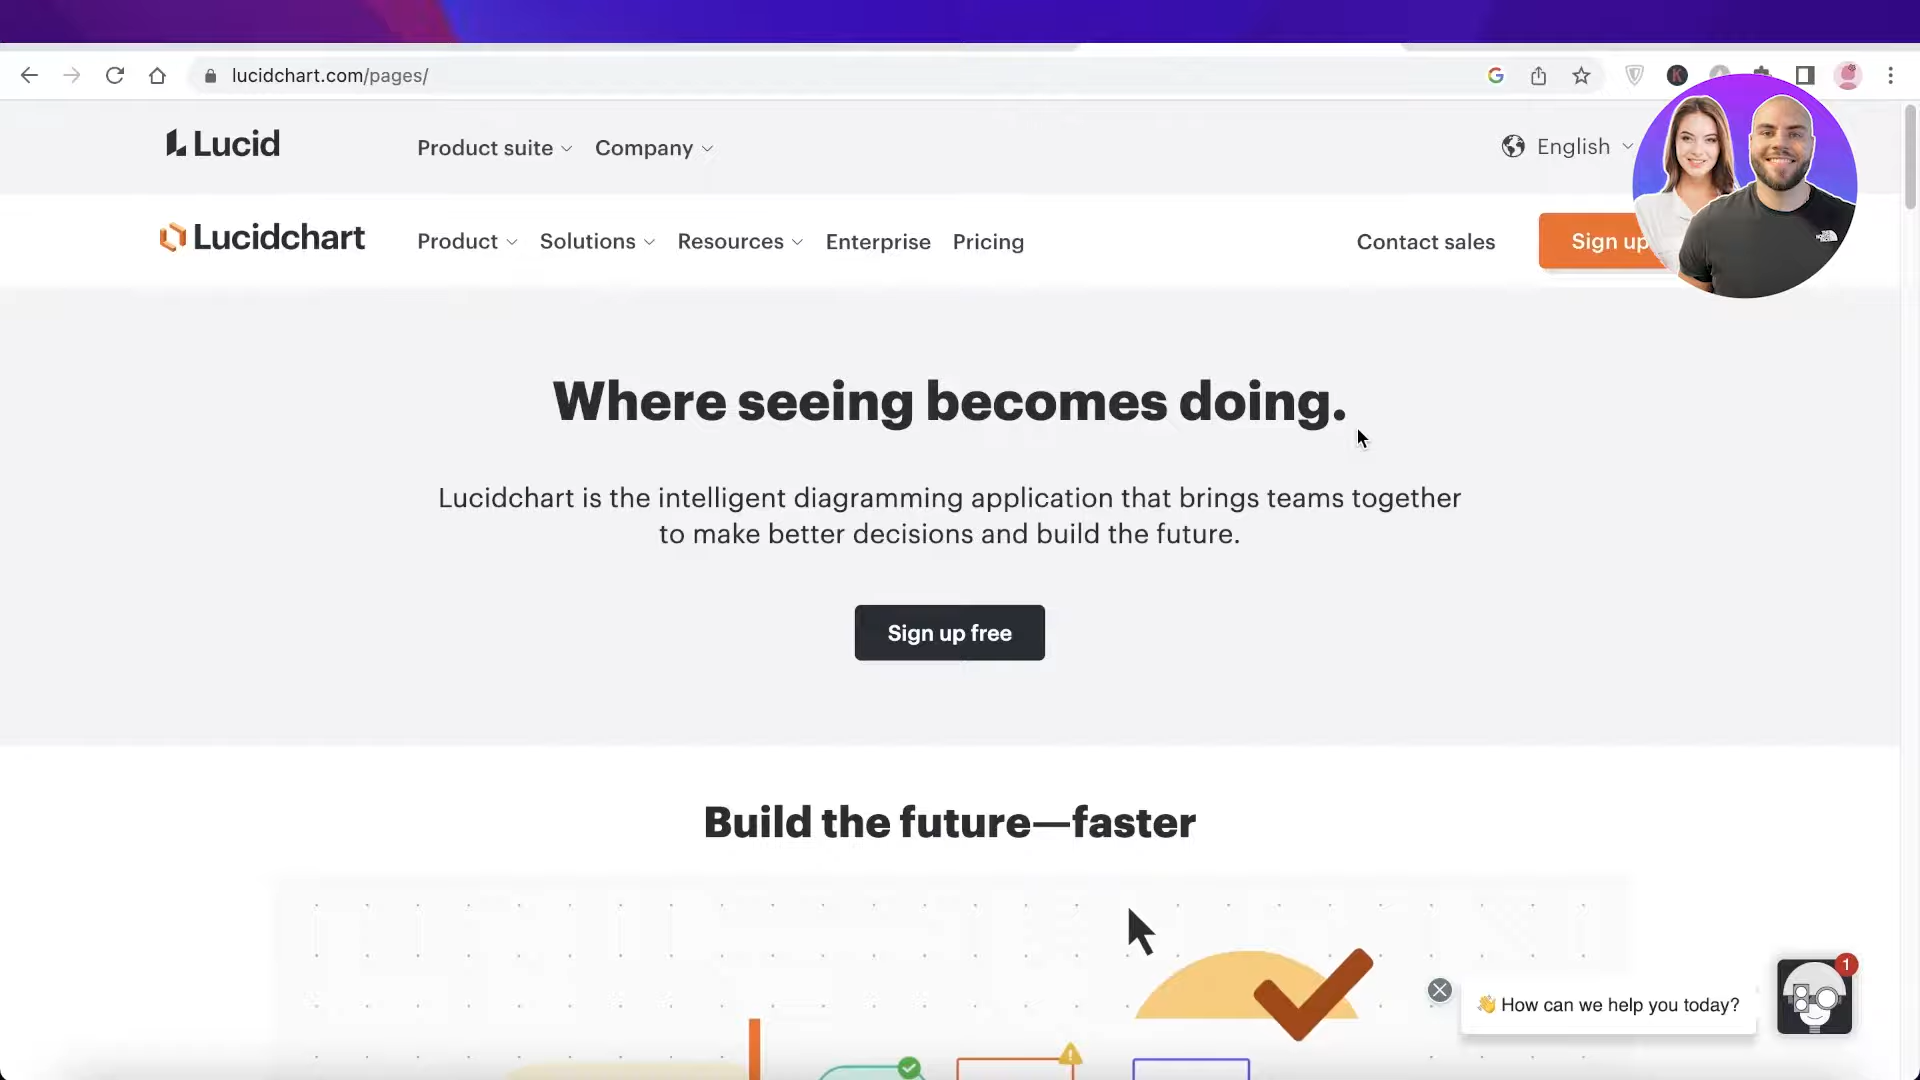 lucidchart.com/pages/
K
Lucid
Product suite
Company
English
Lucidchart
Product
Solutions
Resources
Enterprise
Pricing
Contact sales
Sign up
Where seeing becomes doing.
Lucidchart is the intelligent diagramming application that brings teams together
to make better decisions and build the future.
Sign up free
Build the future—faster
1
👋 How can we help you today?